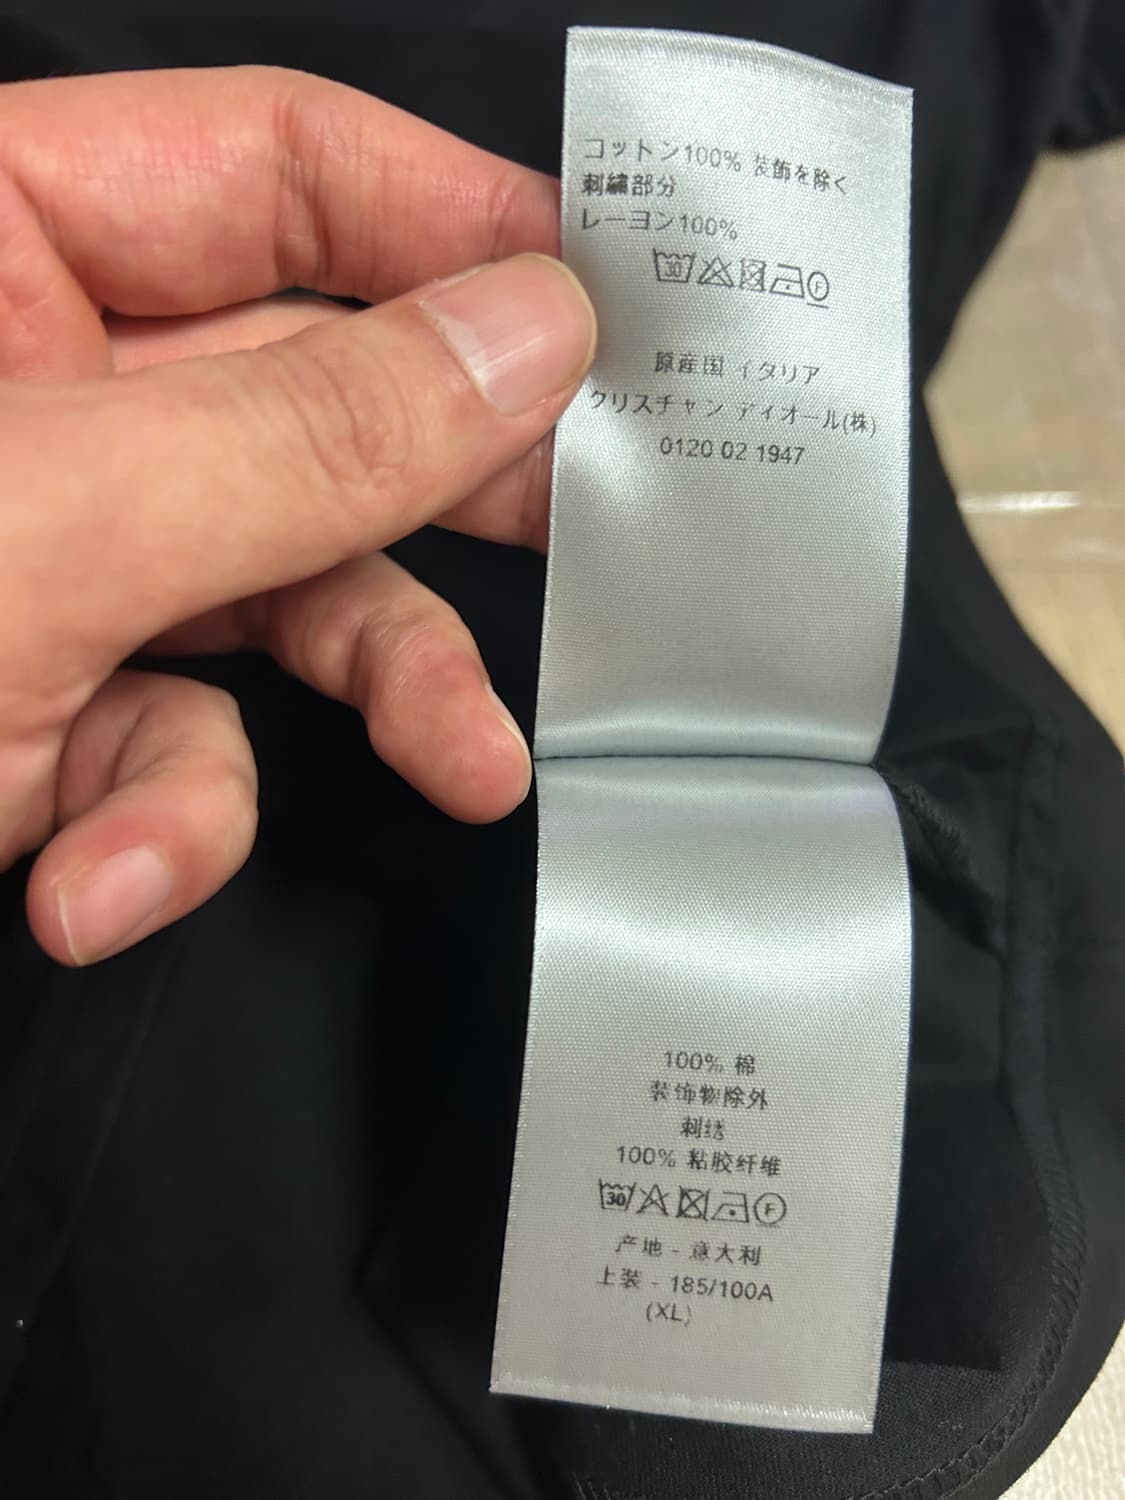 コットン100% 装飾を除く
刺繍部分
レーヨン100%
30 F
原産国 イタリア
クリスチャン ディオール(株)
0120 02 1947
100% 棉
装饰物除外
刺绣
100% 粘胶纤维
30 F
产地 - 意大利
上装 - 185/100A
(XL)